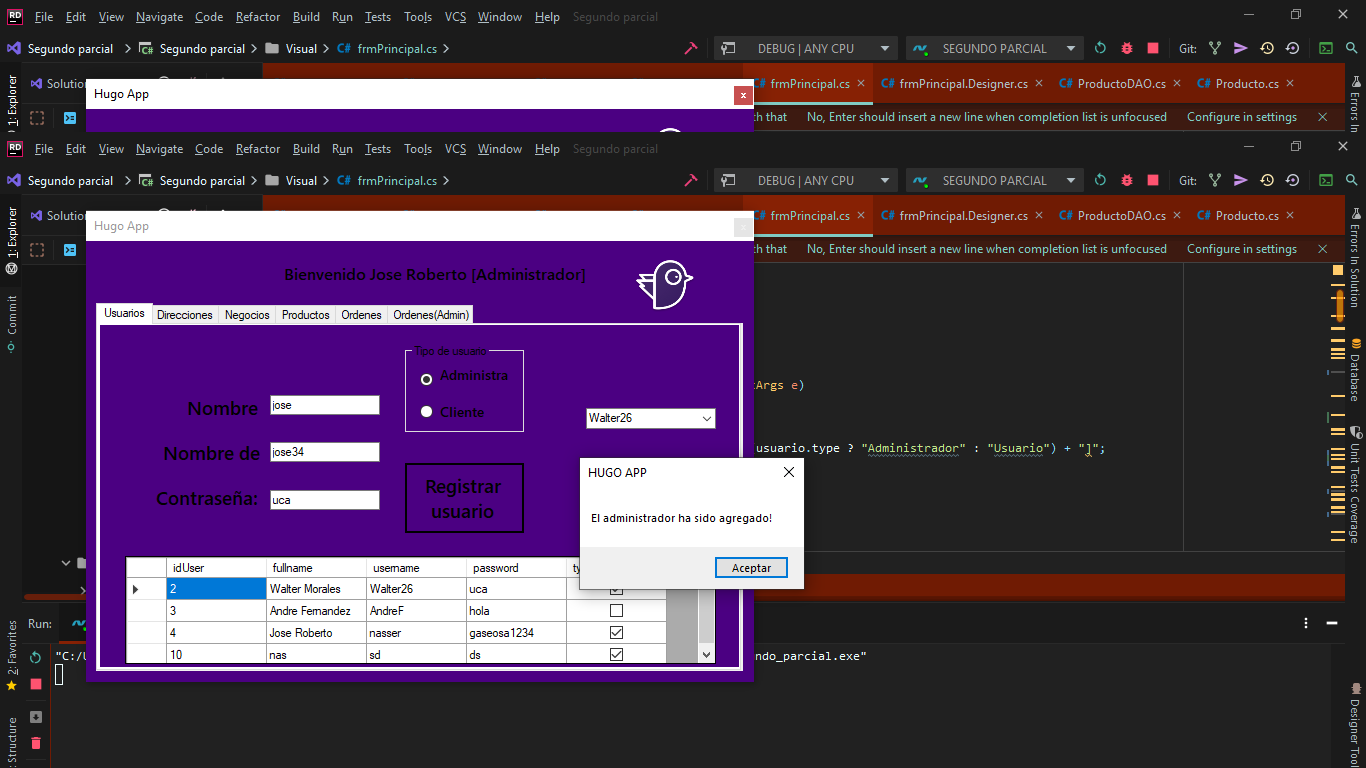 File Edit View Navigate Code Refactor Build Run Tests Tools VCS Window Help Segundo parcial
Segundo parcial Segundo parcial Visual frmPrincipal.cs DEBUG | ANY CPU SEGUNDO PARCIAL Git:
1: Explorer
Solution
frmPrincipal.cs frmPrincipal.Designer.cs ProductoDAO.cs Producto.cs
Errors In
Hugo App
x
No, Enter should insert a new line when completion list is unfocused Configure in settings
File Edit View Navigate Code Refactor Build Run Tests Tools VCS Window Help Segundo parcial
Segundo parcial Segundo parcial Visual frmPrincipal.cs DEBUG | ANY CPU SEGUNDO PARCIAL Git:
1: Explorer
frmPrincipal.cs frmPrincipal.Designer.cs ProductoDAO.cs Producto.cs
Errors In Solution
Hugo App
No, Enter should insert a new line when completion list is unfocused Configure in settings
Commit
Bienvenido Jose Roberto [Administrador]
Usuarios Direcciones Negocios Productos Ordenes Ordenes(Admin)
Tipo de usuario
Administra
Cliente
Nombre jose
Nombre de jose34
Contraseña: uca
Registrar
usuario
Walter26
Args e)
usuario.type ? "Administrador" : "Usuario") + "]";
Database
Unit Tests Coverage
HUGO APP
El administrador ha sido agregado!
Aceptar
idUser fullname username password
2 Walter Morales Walter26 uca
3 Andre Fernandez AndreF hola
4 Jose Roberto nasser gaseosa1234
10 nas sd ds
Run:
"C:/U
ndo_parcial.exe"
2: Favorites
Structure
Designer Tool